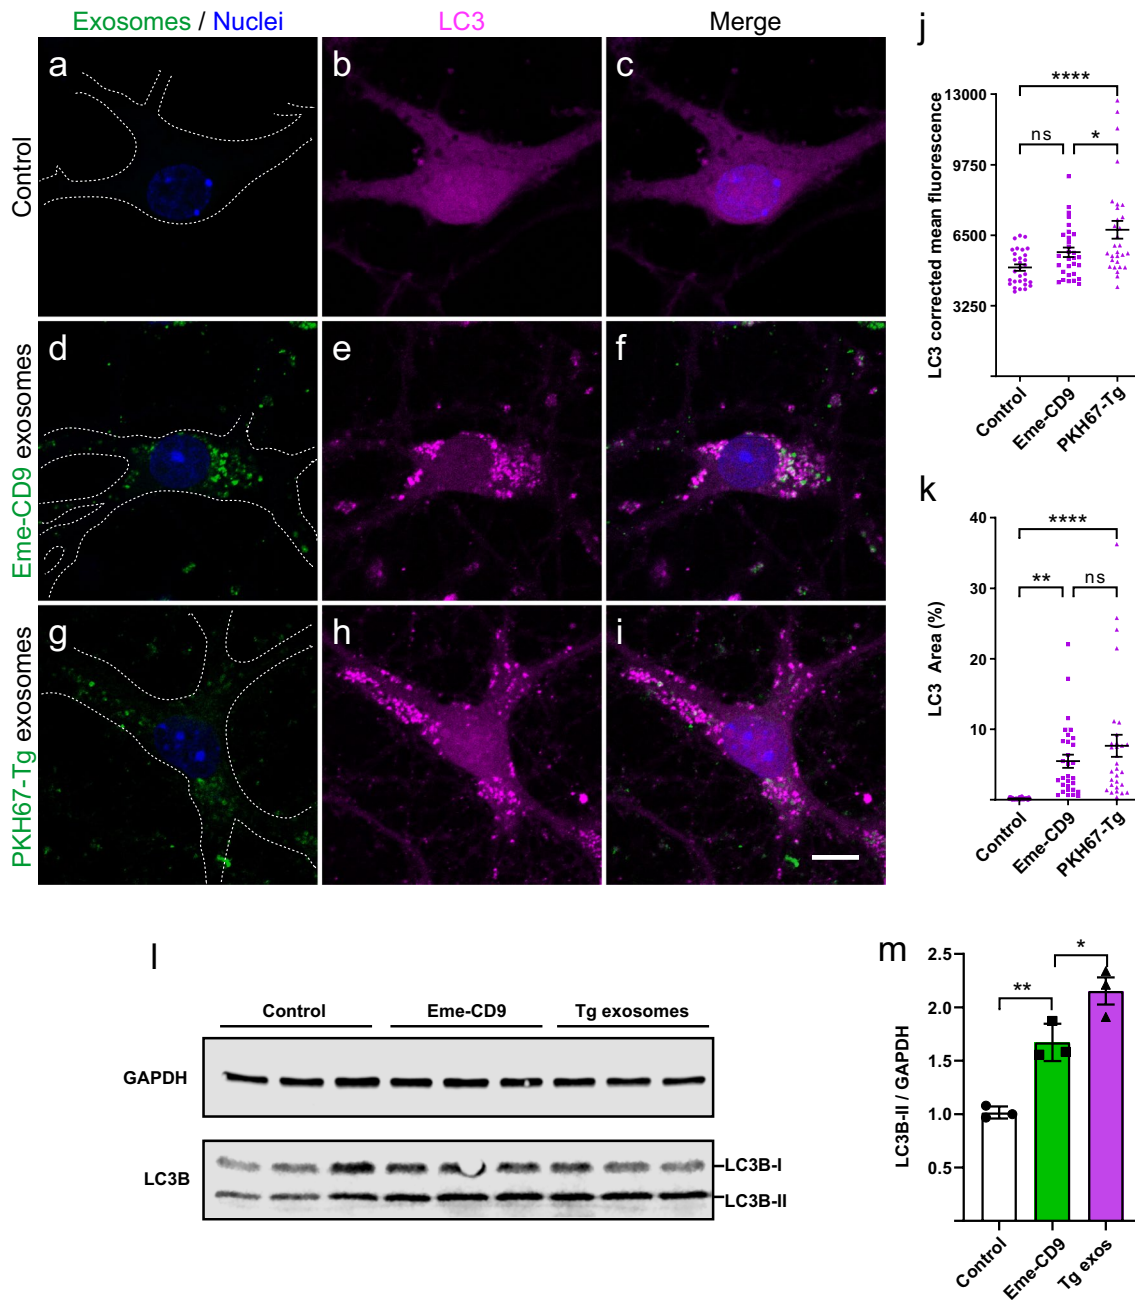 Exosomes / Nuclei
LC3
Merge
Control
a
b
c
Eme-CD9 exosomes
d
e
f
PKH67-Tg exosomes
g
h
i
j
LC3 corrected mean fluorescence
13000
9750
6500
3250
****
ns
*
Control
Eme-CD9
PKH67-Tg
k
LC3 Area (%)
40
30
20
10
****
**
ns
Control
Eme-CD9
PKH67-Tg
l
Control
Eme-CD9
Tg exosomes
GAPDH
LC3B
LC3B-I
LC3B-II
m
LC3B-II / GAPDH
2.5
2.0
1.5
1.0
0.5
*
**
Control
Eme-CD9
Tg exos